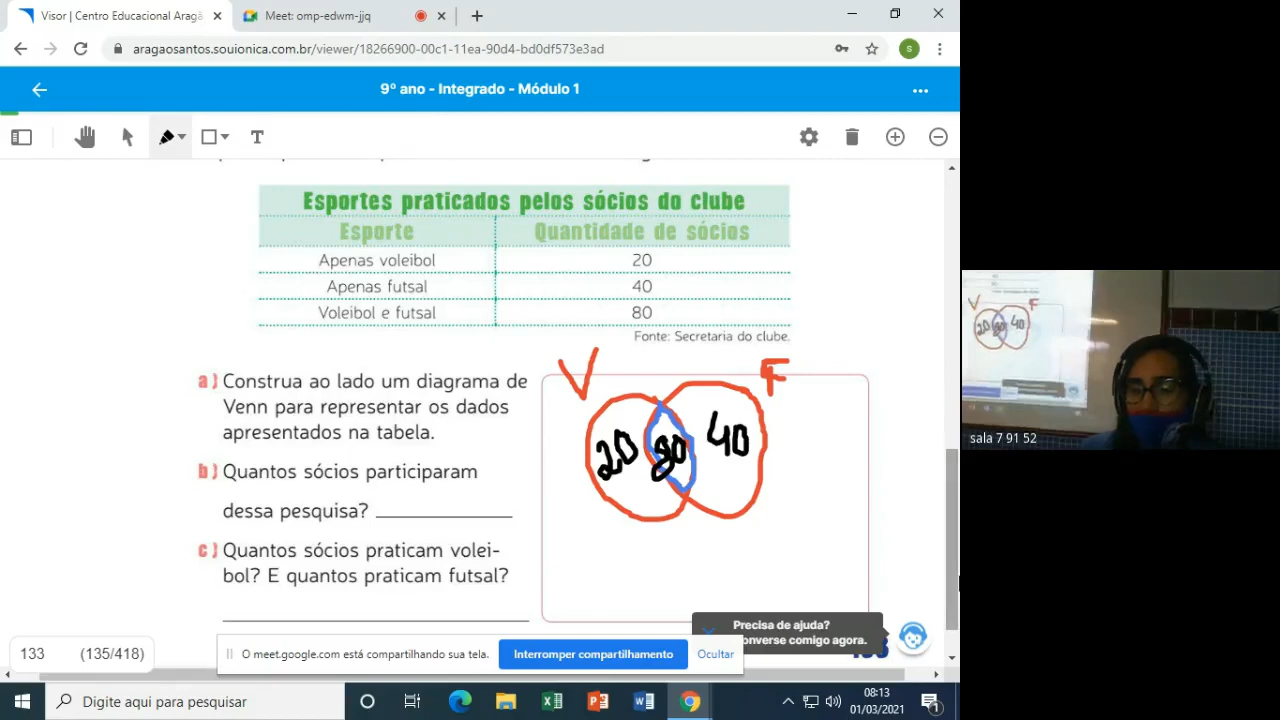 Visor | Centro Educacional Aragã
Meet: omp-edwm-jjq
aragaosantos.souionica.com.br/viewer/18266900-00c1-11ea-90d4-bd0df573e3ad
s
9º ano - Integrado - Módulo 1
T
Esportes praticados pelos sócios do clube
Esporte Quantidade de sócios
Apenas voleibol 20
Apenas futsal 40
Voleibol e futsal 80
Fonte: Secretaria do clube.
a) Construa ao lado um diagrama de
Venn para representar os dados
apresentados na tabela.
b) Quantos sócios participaram
dessa pesquisa?
c) Quantos sócios praticam volei-
bol? E quantos praticam futsal?
V F
20 80 40
Precisa de ajuda?
onverse comigo agora.
133 (135/418)
O meet.google.com está compartilhando sua tela.
Interromper compartilhamento
Ocultar
Digite aqui para pesquisar
08:13
01/03/2021
1
V F
20 80 40
sala 7 91 52